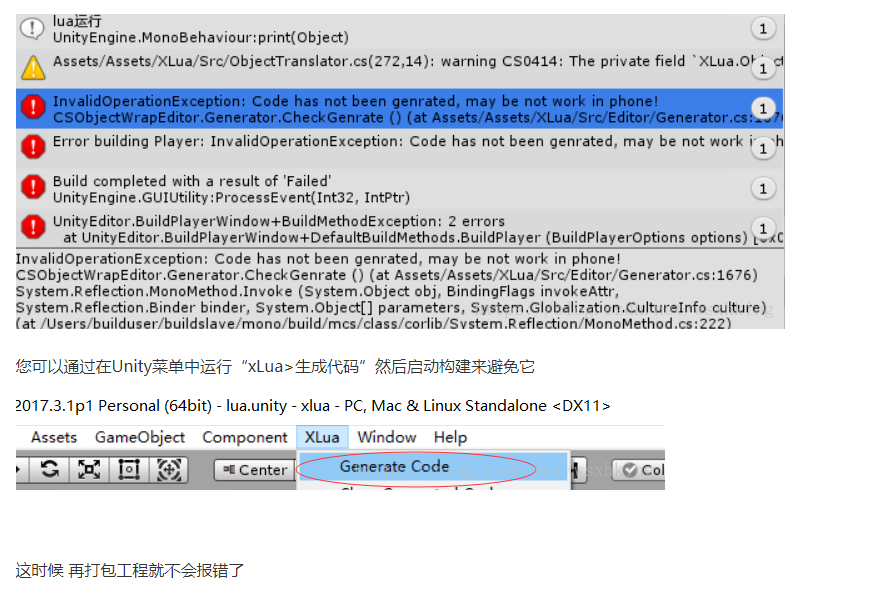 lua运行
UnityEngine.MonoBehaviour:print(Object)
1
Assets/Assets/XLua/Src/ObjectTranslator.cs(272,14): warning CS0414: The private field `XLua.Object
1
InvalidOperationException: Code has not been genrated, may be not work in phone!
CSObjectWrapEditor.Generator.CheckGenrate () (at Assets/Assets/XLua/Src/Editor/Generator.cs:1676
1
Error building Player: InvalidOperationException: Code has not been genrated, may be not work in ph
1
Build completed with a result of 'Failed'
UnityEngine.GUIUtility:ProcessEvent(Int32, IntPtr)
1
UnityEditor.BuildPlayerWindow+BuildMethodException: 2 errors
at UnityEditor.BuildPlayerWindow+DefaultBuildMethods.BuildPlayer (BuildPlayerOptions options) [0x0
1
InvalidOperationException: Code has not been genrated, may be not work in phone!
CSObjectWrapEditor.Generator.CheckGenrate () (at Assets/Assets/XLua/Src/Editor/Generator.cs:1676)
System.Reflection.MonoMethod.Invoke (System.Object obj, BindingFlags invokeAttr,
System.Reflection.Binder binder, System.Object[] parameters, System.Globalization.CultureInfo culture)
(at /Users/builduser/buildslave/mono/build/mcs/class/corlib/System.Reflection/MonoMethod.cs:222)
您可以通过在Unity菜单中运行“xLua>生成代码”然后启动构建来避免它
2017.3.1p1 Personal (64bit) - lua.unity - xlua - PC, Mac & Linux Standalone <DX11>
Assets GameObject Component XLua Window Help
Center Generate Code Col
这时候 再打包工程就不会报错了